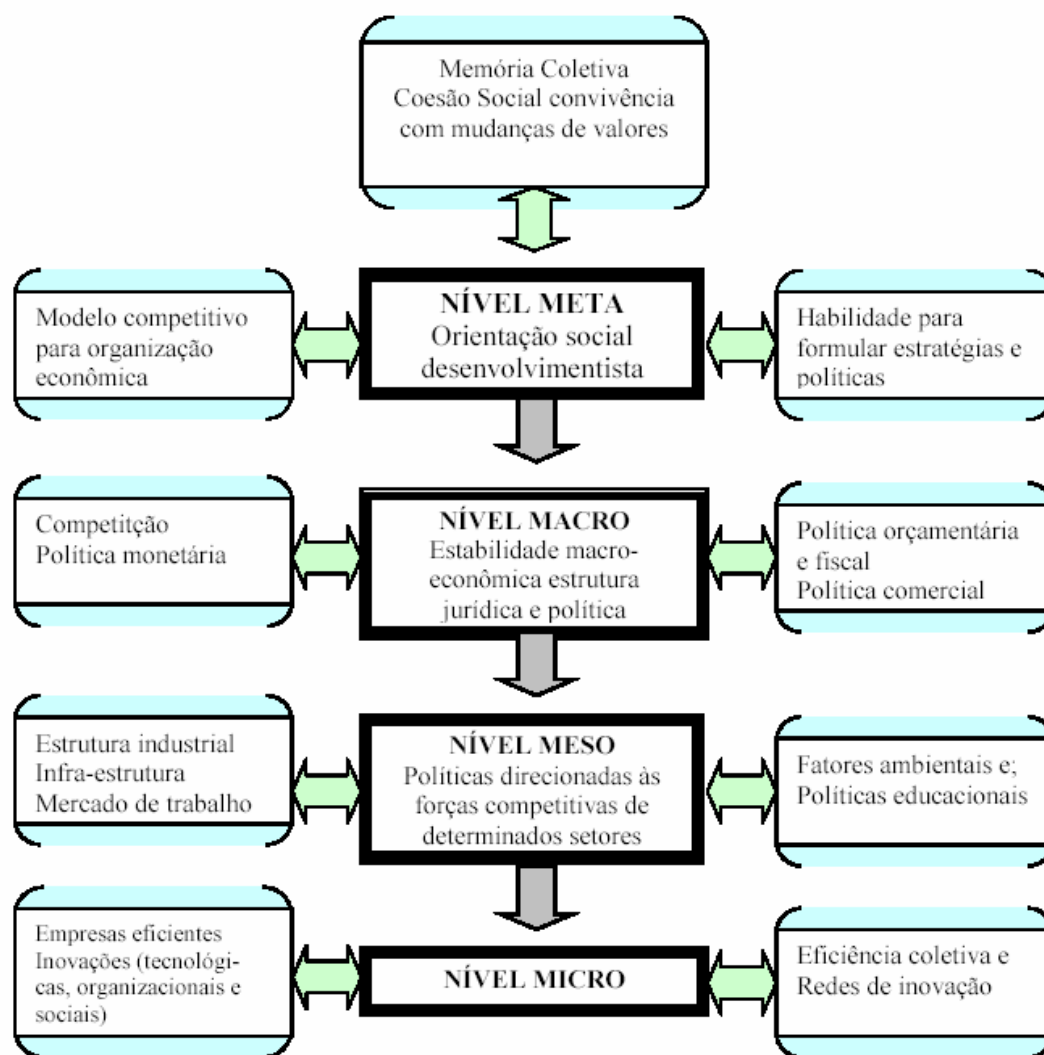 Memória Coletiva
Coesão Social convivência
com mudanças de valores
Modelo competitivo
para organização
econômica
NÍVEL META
Orientação social
desenvolvimentista
Habilidade para
formular estratégias e
políticas
Competitção
Política monetária
NÍVEL MACRO
Estabilidade macro-
econômica estrutura
jurídica e política
Política orçamentária
e fiscal
Política comercial
Estrutura industrial
Infra-estrutura
Mercado de trabalho
NÍVEL MESO
Políticas direcionadas às
forças competitivas de
determinados setores
Fatores ambientais e;
Políticas educacionais
Empresas eficientes
Inovações (tecnológi-
cas, organizacionais e
sociais)
NÍVEL MICRO
Eficiência coletiva e
Redes de inovação